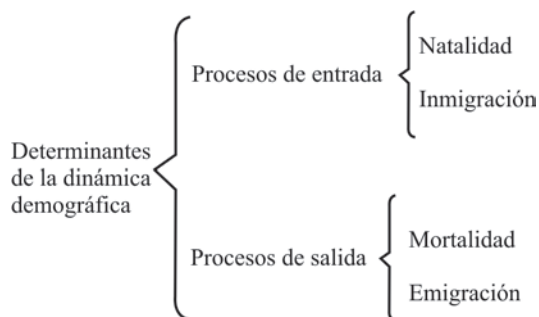 Determinantes
de la dinámica
demográfica
Procesos de entrada
Natalidad
Inmigración
Procesos de salida
Mortalidad
Emigración